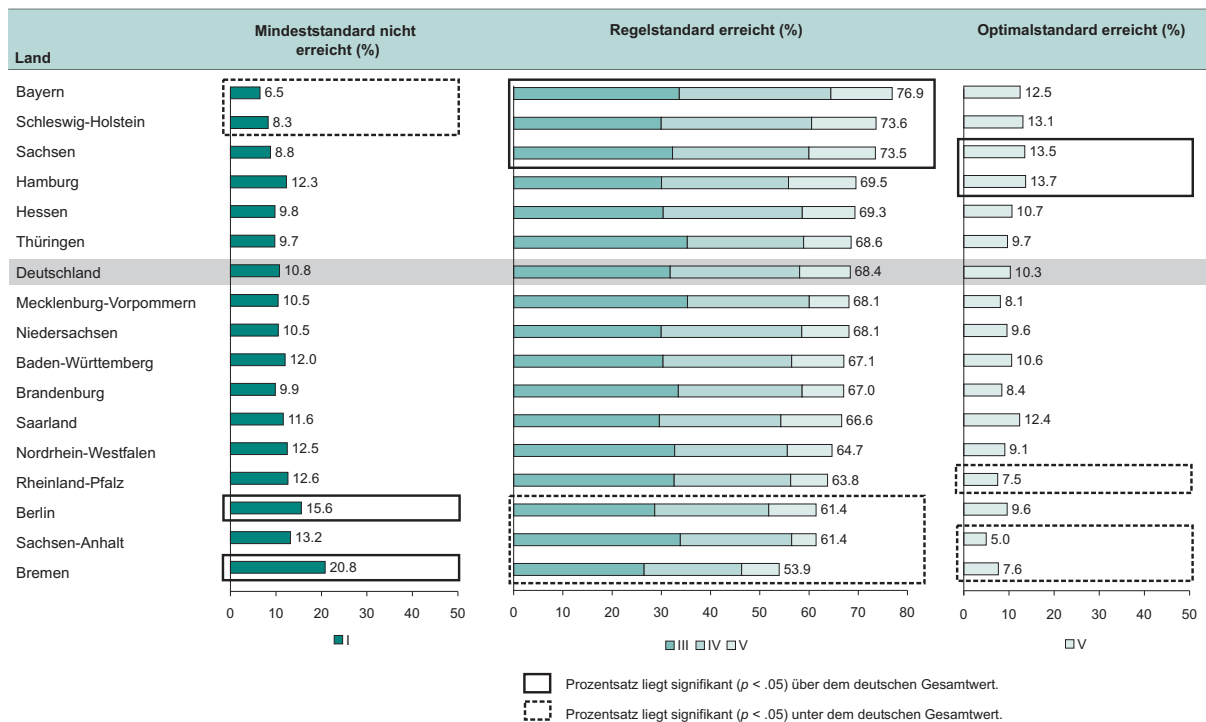 Land
Mindeststandard nicht
erreicht (%)
Regelstandard erreicht (%)
Optimalstandard erreicht (%)
Bayern 6.5 76.9 12.5
Schleswig-Holstein 8.3 73.6 13.1
Sachsen 8.8 73.5 13.5
Hamburg 12.3 69.5 13.7
Hessen 9.8 69.3 10.7
Thüringen 9.7 68.6 9.7
Deutschland 10.8 68.4 10.3
Mecklenburg-Vorpommern 10.5 68.1 8.1
Niedersachsen 10.5 68.1 9.6
Baden-Württemberg 12.0 67.1 10.6
Brandenburg 9.9 67.0 8.4
Saarland 11.6 66.6 12.4
Nordrhein-Westfalen 12.5 64.7 9.1
Rheinland-Pfalz 12.6 63.8 7.5
Berlin 15.6 61.4 9.6
Sachsen-Anhalt 13.2 61.4 5.0
Bremen 20.8 53.9 7.6
0 10 20 30 40 50 0 10 20 30 40 50 60 70 80 0 10 20 30 40 50
I III IV V V
Prozentsatz liegt signifikant (p < .05) über dem deutschen Gesamtwert.
Prozentsatz liegt signifikant (p < .05) unter dem deutschen Gesamtwert.